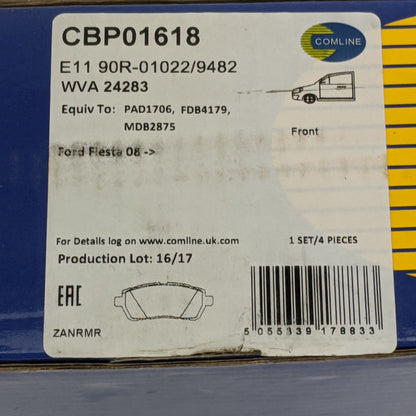 CBP01618
COMLINE
E11 90R-01022/9482
WVA 24283
Equiv To: PAD1706, FDB4179,
MDB2875
Front
Ford Fiesta 08 ->
For Details log on www.comline.uk.com
1 SET/4 PIECES
Production Lot: 16/17
EAC
ZANRMR
5 055339 178833